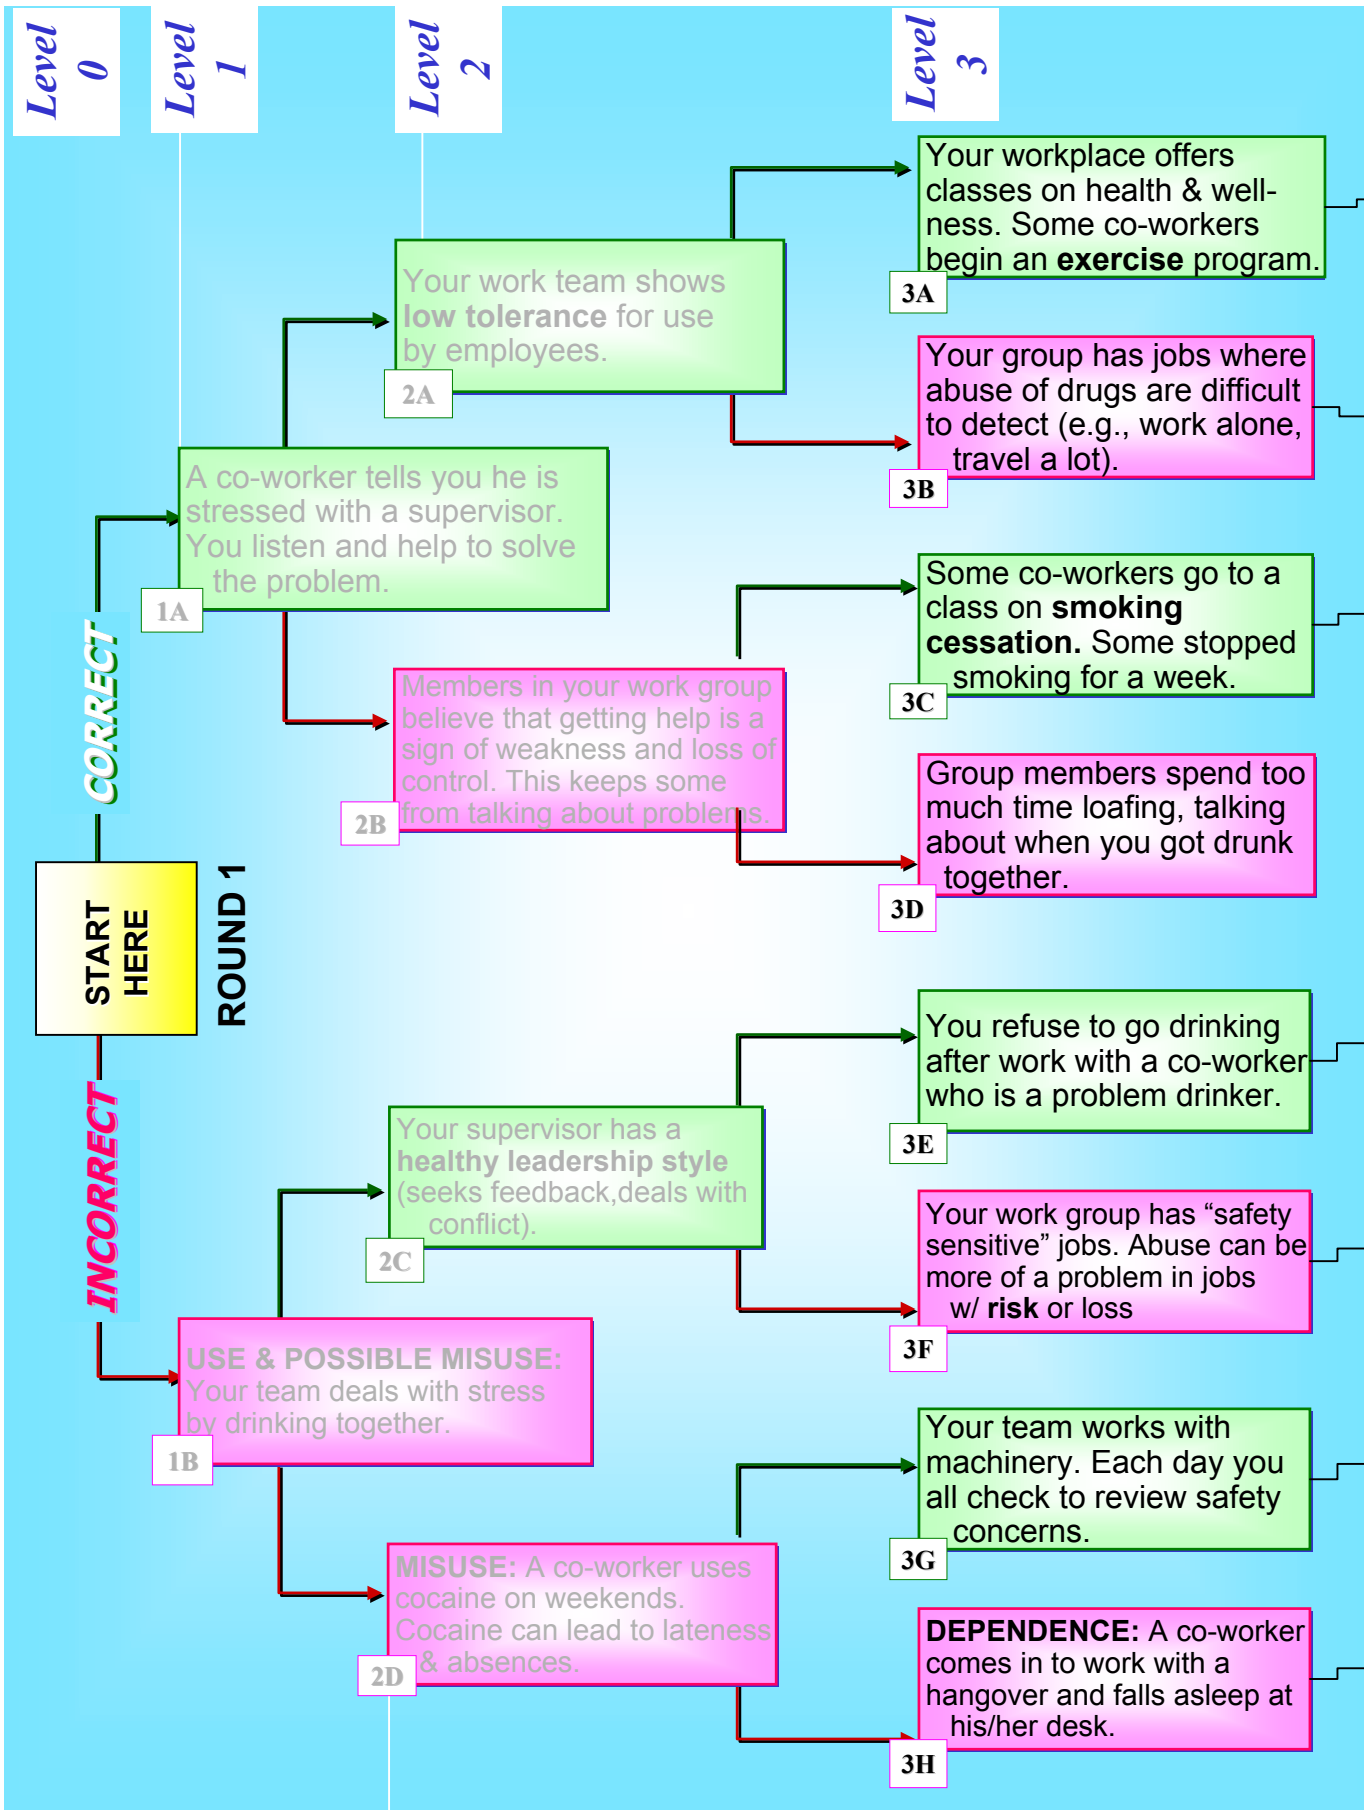 Level
0
Level
1
Level
2
Level
3
START
HERE
ROUND 1
CORRECT
INCORRECT
A co-worker tells you he is
stressed with a supervisor.
You listen and help to solve
the problem.
1A
USE & POSSIBLE MISUSE:
Your team deals with stress
by drinking together.
1B
Your work team shows
low tolerance for use
by employees.
2A
Members in your work group
believe that getting help is a
sign of weakness and loss of
control. This keeps some
from talking about problems.
2B
Your supervisor has a
healthy leadership style
(seeks feedback,deals with
conflict).
2C
MISUSE: A co-worker uses
cocaine on weekends.
Cocaine can lead to lateness
& absences.
2D
Your workplace offers
classes on health & well-
ness. Some co-workers
begin an exercise program.
3A
Your group has jobs where
abuse of drugs are difficult
to detect (e.g., work alone,
travel a lot).
3B
Some co-workers go to a
class on smoking
cessation. Some stopped
smoking for a week.
3C
Group members spend too
much time loafing, talking
about when you got drunk
together.
3D
You refuse to go drinking
after work with a co-worker
who is a problem drinker.
3E
Your work group has “safety
sensitive” jobs. Abuse can be
more of a problem in jobs
w/ risk or loss
3F
Your team works with
machinery. Each day you
all check to review safety
concerns.
3G
DEPENDENCE: A co-worker
comes in to work with a
hangover and falls asleep at
his/her desk.
3H